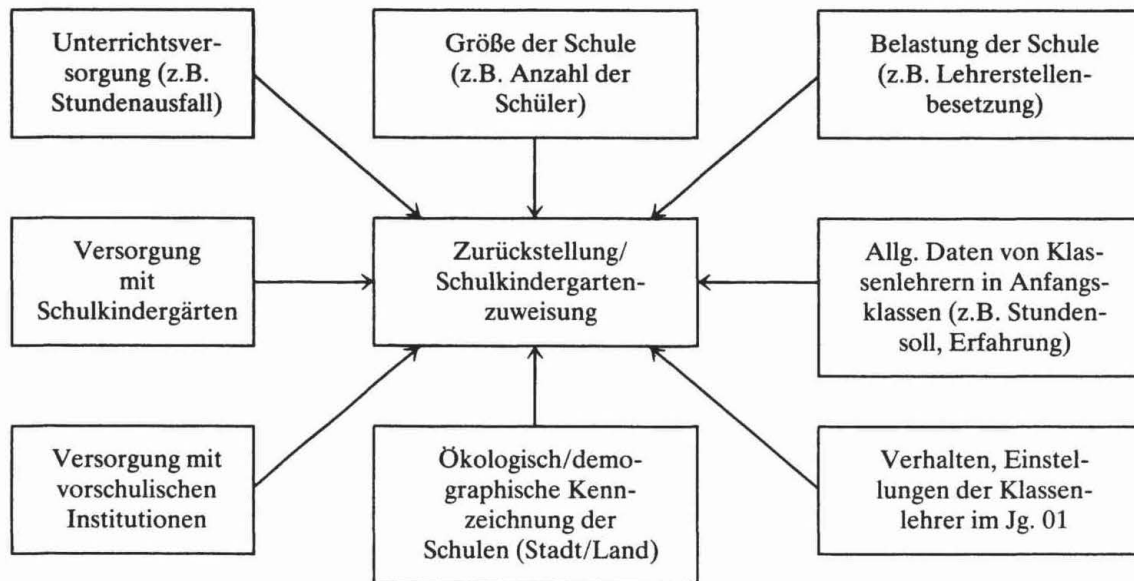 Unterrichtsver-
sorgung (z.B.
Stundenausfall)
Größe der Schule
(z.B. Anzahl der
Schüler)
Belastung der Schule
(z.B. Lehrerstellen-
besetzung)
Versorgung
mit
Schulkindergärten
Zurückstellung/
Schulkindergarten-
zuweisung
Allg. Daten von Klas-
senlehrern in Anfangs-
klassen (z.B. Stunden-
soll, Erfahrung)
Versorgung mit
vorschulischen
Institutionen
Ökologisch/demo-
graphische Kenn-
zeichnung der
Schulen (Stadt/Land)
Verhalten, Einstel-
lungen der Klassen-
lehrer im Jg. 01